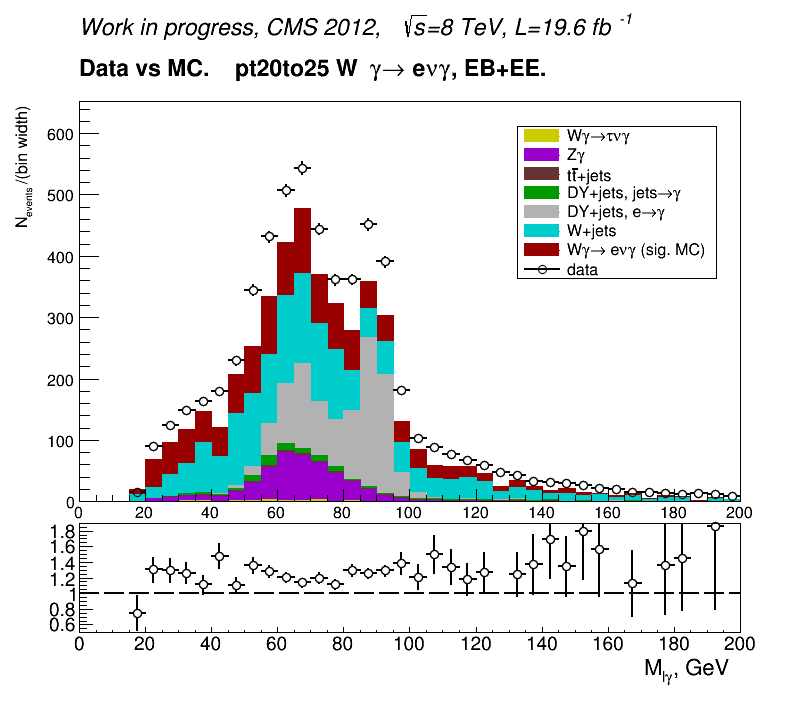 Work in progress, CMS 2012, √s=8 TeV, L=19.6 fb -1
Data vs MC. pt20to25 W γ→ eνγ, EB+EE.
N events /(bin width)
600
500
400
300
200
100
0
Wγ→τνγ
Zγ
tt̄+jets
DY+jets, jets→γ
DY+jets, e→γ
W+jets
Wγ→ eνγ (sig. MC)
data
0 20 40 60 80 100 120 140 160 180 200
1.8
1.6
1.4
1.2
1
0.8
0.6
0 20 40 60 80 100 120 140 160 180 200
M lγ, GeV